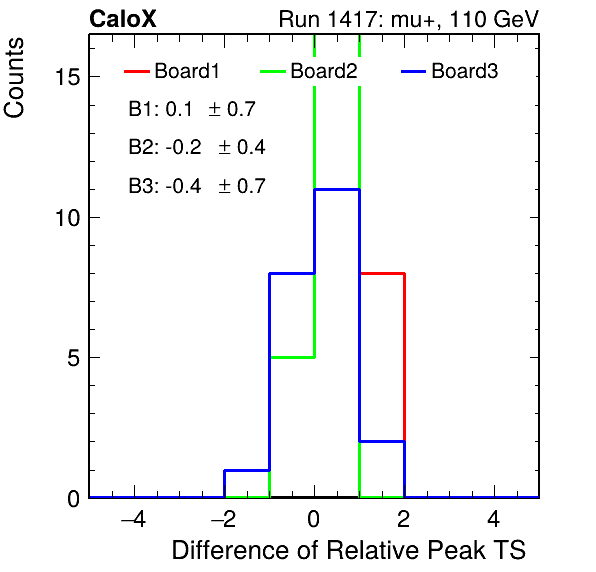 CaloX Run 1417: mu+, 110 GeV
Counts
Board1 Board2 Board3
B1: 0.1 ± 0.7
B2: -0.2 ± 0.4
B3: -0.4 ± 0.7
15
10
5
0
−4 −2 0 2 4
Difference of Relative Peak TS